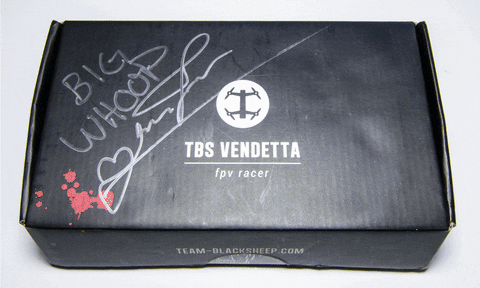 BIG
WHOOP
TBS VENDETTA
fpv racer
TEAM-BLACKSHEEP.COM